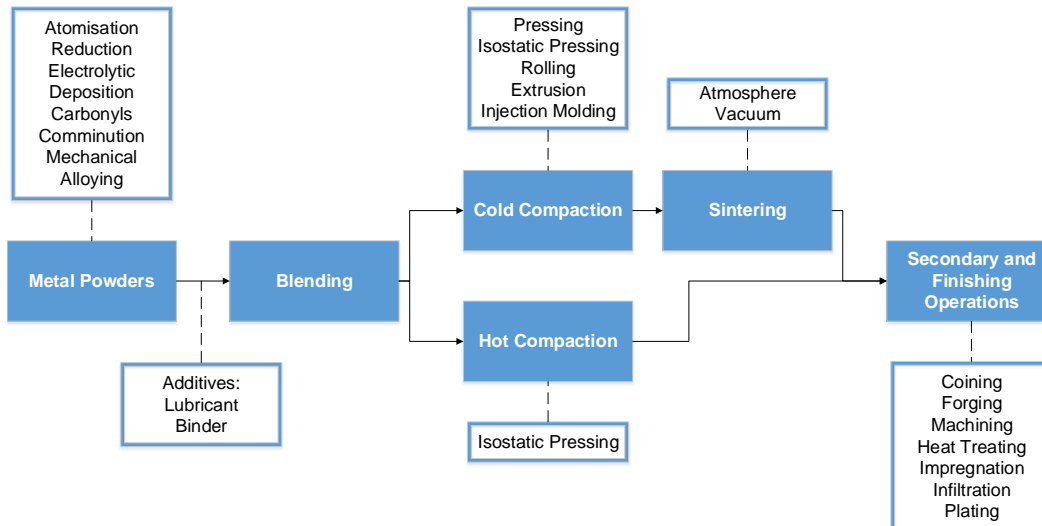 Atomisation
Reduction
Electrolytic
Deposition
Carbonyls
Comminution
Mechanical
Alloying
Pressing
Isostatic Pressing
Rolling
Extrusion
Injection Molding
Atmosphere
Vacuum
Cold Compaction
Sintering
Metal Powders
Blending
Secondary and
Finishing
Operations
Hot Compaction
Additives:
Lubricant
Binder
Isostatic Pressing
Coining
Forging
Machining
Heat Treating
Impregnation
Infiltration
Plating